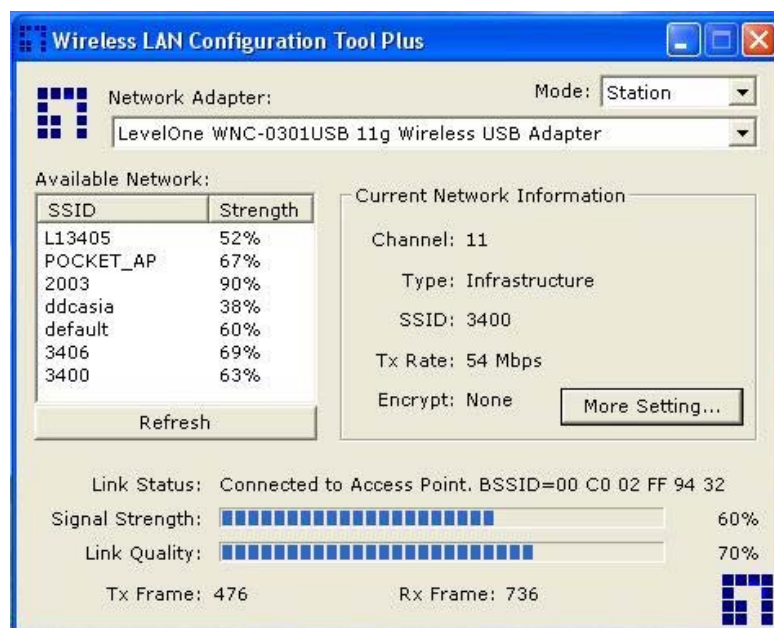 Wireless LAN Configuration Tool Plus
Network Adapter:
Mode: Station
LevelOne WNC-0301USB 11g Wireless USB Adapter
Available Network:
SSID Strength
L13405 52%
POCKET_AP 67%
2003 90%
ddcasia 38%
default 60%
3406 69%
3400 63%
Refresh
Current Network Information
Channel: 11
Type: Infrastructure
SSID: 3400
Tx Rate: 54 Mbps
Encrypt: None
More Setting...
Link Status: Connected to Access Point. BSSID=00 C0 02 FF 94 32
Signal Strength: 60%
Link Quality: 70%
Tx Frame: 476 Rx Frame: 736